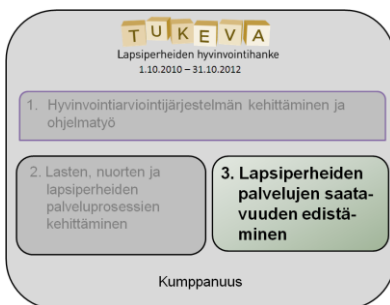 TUKEVA
Lapsiperheiden hyvinvointihanke
1.10.2010 – 31.10.2012
1. Hyvinvointiarviointijärjestelmän kehittäminen ja
ohjelmatyö
2. Lasten, nuorten ja
lapsiperheiden
palveluprosessien
kehittäminen
3. Lapsiperheiden
palvelujen saata-
vuuden edistä-
minen
Kumppanuus